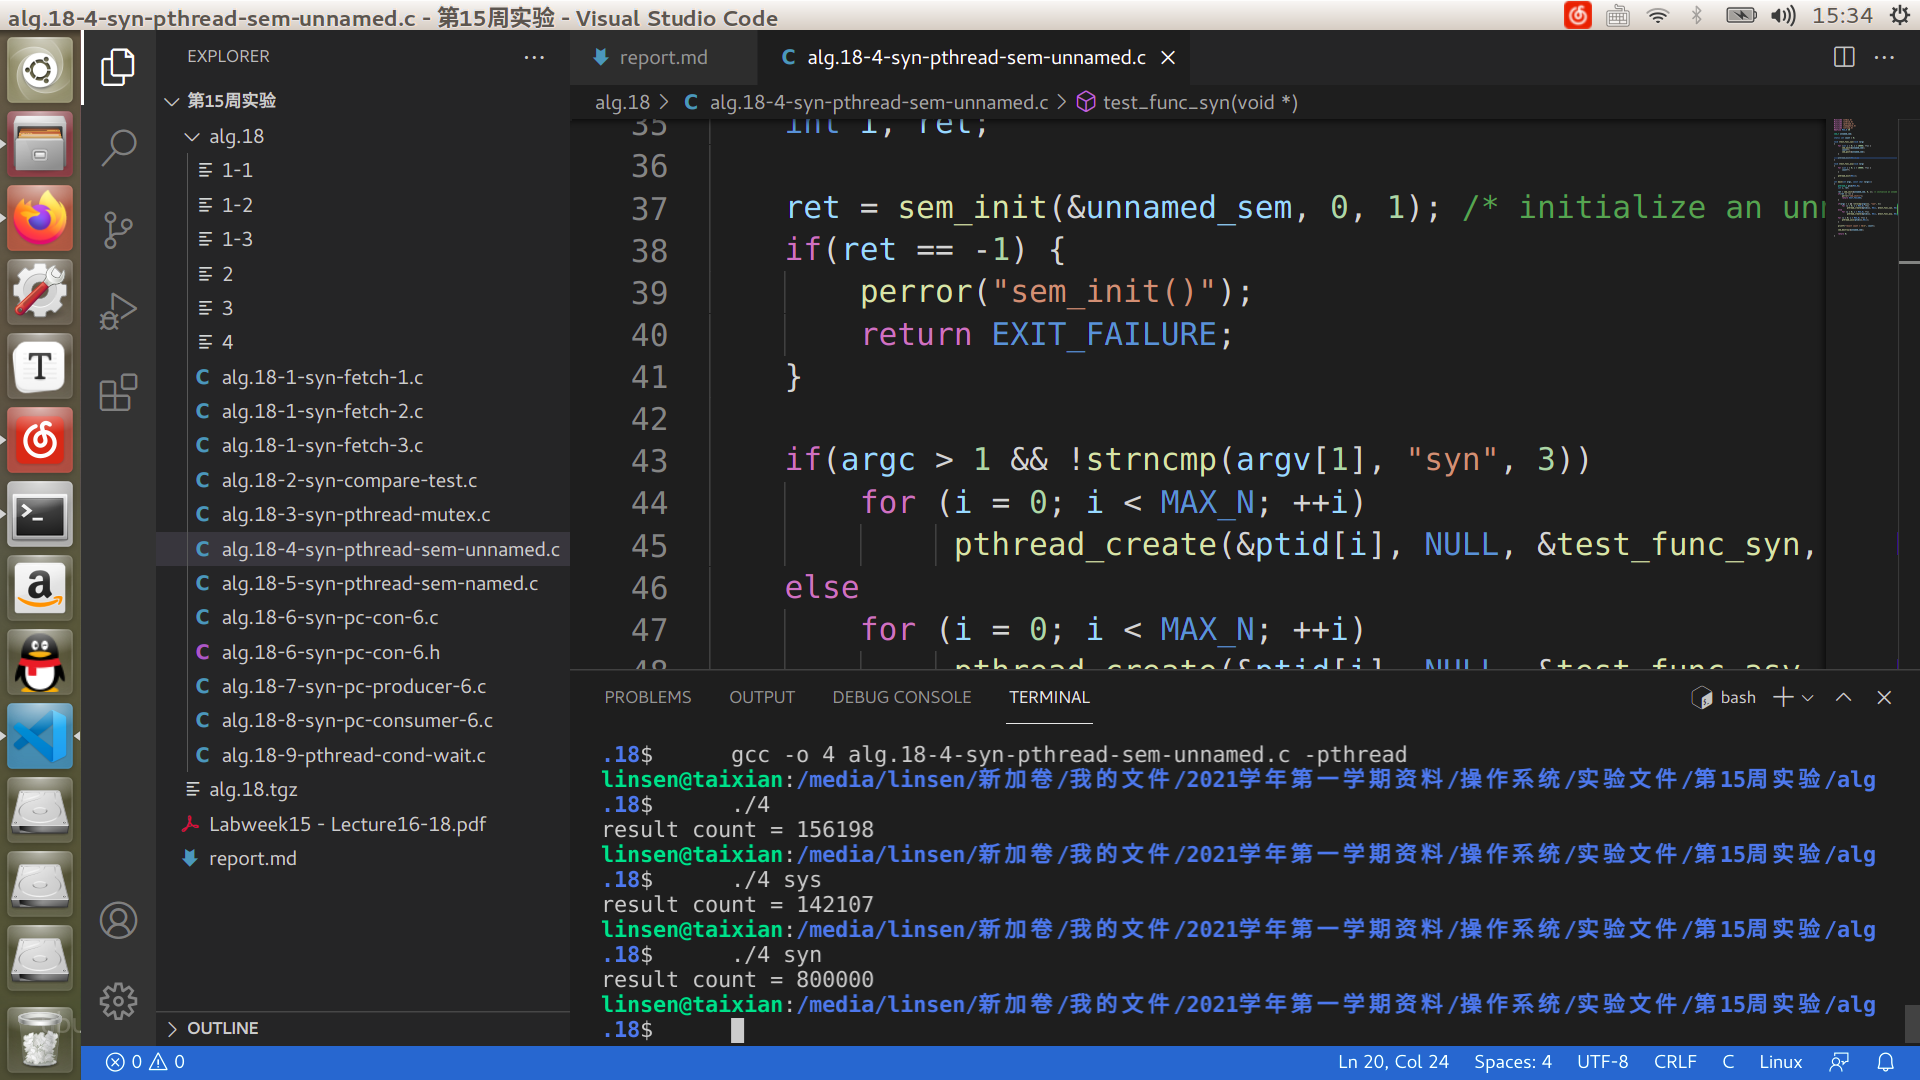 alg.18-4-syn-pthread-sem-unnamed.c - 第15周实验 - Visual Studio Code
15:34
EXPLORER
第15周实验
alg.18
1-1
1-2
1-3
2
3
4
C alg.18-1-syn-fetch-1.c
C alg.18-1-syn-fetch-2.c
C alg.18-1-syn-fetch-3.c
C alg.18-2-syn-compare-test.c
C alg.18-3-syn-pthread-mutex.c
C alg.18-4-syn-pthread-sem-unnamed.c
C alg.18-5-syn-pthread-sem-named.c
C alg.18-6-syn-pc-con-6.c
C alg.18-6-syn-pc-con-6.h
C alg.18-7-syn-pc-producer-6.c
C alg.18-8-syn-pc-consumer-6.c
C alg.18-9-pthread-cond-wait.c
alg.18.tgz
Labweek15 - Lecture16-18.pdf
report.md
OUTLINE
report.md
C alg.18-4-syn-pthread-sem-unnamed.c
alg.18 > C alg.18-4-syn-pthread-sem-unnamed.c > test_func_syn(void *)
35 int i, ret;
36
37 ret = sem_init(&unnamed_sem, 0, 1); /* initialize an unn
38 if(ret == -1) {
39 perror("sem_init()");
40 return EXIT_FAILURE;
41 }
42
43 if(argc > 1 && !strncmp(argv[1], "syn", 3))
44 for (i = 0; i < MAX_N; ++i)
45 pthread_create(&ptid[i], NULL, &test_func_syn,
46 else
47 for (i = 0; i < MAX_N; ++i)
48 pthread_create(&ptid[i], NULL, &test_func_asy
PROBLEMS OUTPUT DEBUG CONSOLE TERMINAL
bash
.18$ gcc -o 4 alg.18-4-syn-pthread-sem-unnamed.c -pthread
linsen@taixian:/media/linsen/新加卷/我的文件/2021学年第一学期资料/操作系统/实验文件/第15周实验/alg
.18$ ./4
result count = 156198
linsen@taixian:/media/linsen/新加卷/我的文件/2021学年第一学期资料/操作系统/实验文件/第15周实验/alg
.18$ ./4 sys
result count = 142107
linsen@taixian:/media/linsen/新加卷/我的文件/2021学年第一学期资料/操作系统/实验文件/第15周实验/alg
.18$ ./4 syn
result count = 800000
linsen@taixian:/media/linsen/新加卷/我的文件/2021学年第一学期资料/操作系统/实验文件/第15周实验/alg
.18$
0 0
Ln 20, Col 24 Spaces: 4 UTF-8 CRLF C Linux